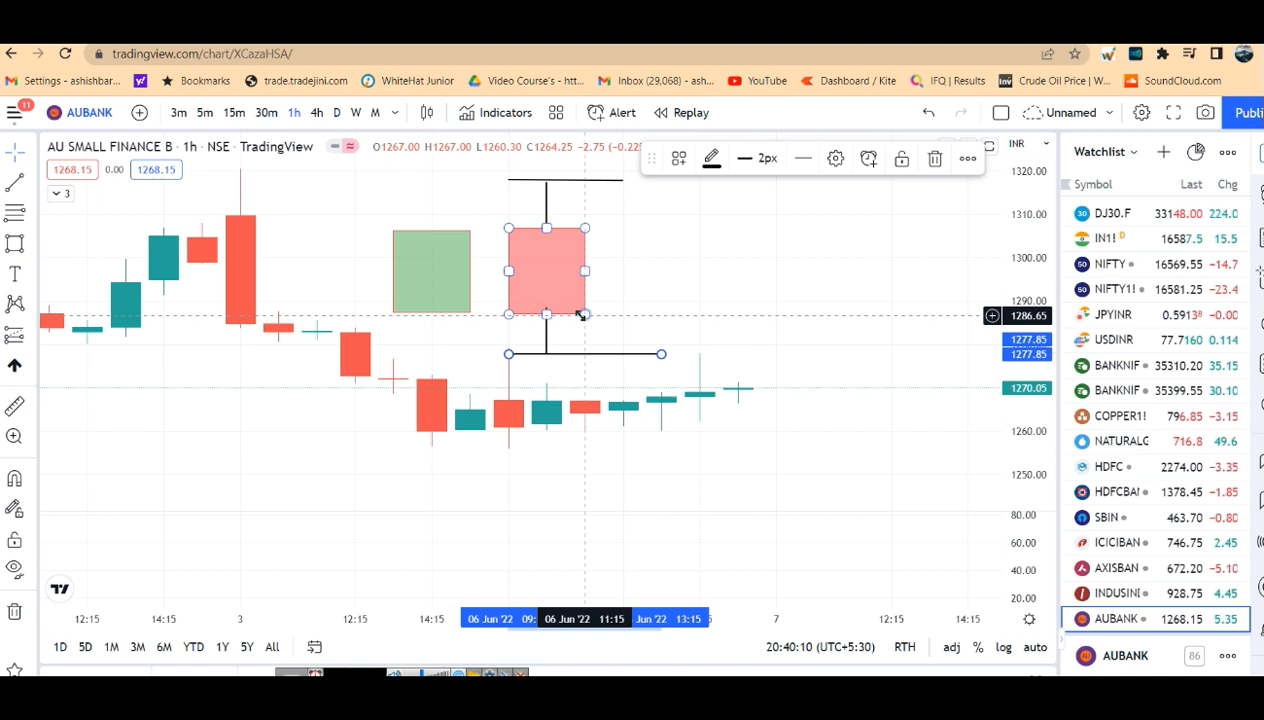 tradingview.com/chart/XCazaHSA/
Settings - ashishbar... Bookmarks trade.tradejini.com WhiteHat Junior Video Course's - htt... Inbox (29,068) - ash... YouTube Dashboard / Kite IFQ | Results Crude Oil Price | W... SoundCloud.com
11 AUBANK 3m 5m 15m 30m 1h 4h D W M Indicators Alert Replay Unnamed Publi
AU SMALL FINANCE B · 1h · NSE · TradingView O1267.00 H1267.00 L1260.30 C1264.25 −2.75
1268.15 0.00 1268.15
3
2px
INR
1320.00
1310.00
1300.00
1290.00
1286.65
1277.85
1277.85
1270.05
1260.00
1250.00
80.00
60.00
40.00
20.00
12:15 14:15 3 12:15 14:15 06 Jun '22 09: 06 Jun '22 11:15 Jun '22 13:15 7 12:15 14:15
1D 5D 1M 3M 6M YTD 1Y 5Y All 20:40:10 (UTC+5:30) RTH adj % log auto
Watchlist
Symbol Last Chg
DJ30.F 33148.00 224.0
IN1! D 16587.5 15.5
NIFTY 16569.55 −14.7
NIFTY1! 16581.25 −23.4
JPYINR 0.5913 −0.00
USDINR 77.7160 0.114
BANKNIF 35310.20 35.15
BANKNIF 35399.55 30.10
COPPER1! 796.85 −3.15
NATURALG 716.8 49.6
HDFC 2274.00 −3.35
HDFCBAN 1378.45 −1.85
SBIN 463.70 −0.80
ICICIBAN 746.75 2.45
AXISBAN 672.20 −5.10
INDUSIN 928.75 4.45
AUBANK 1268.15 5.35
AUBANK 86